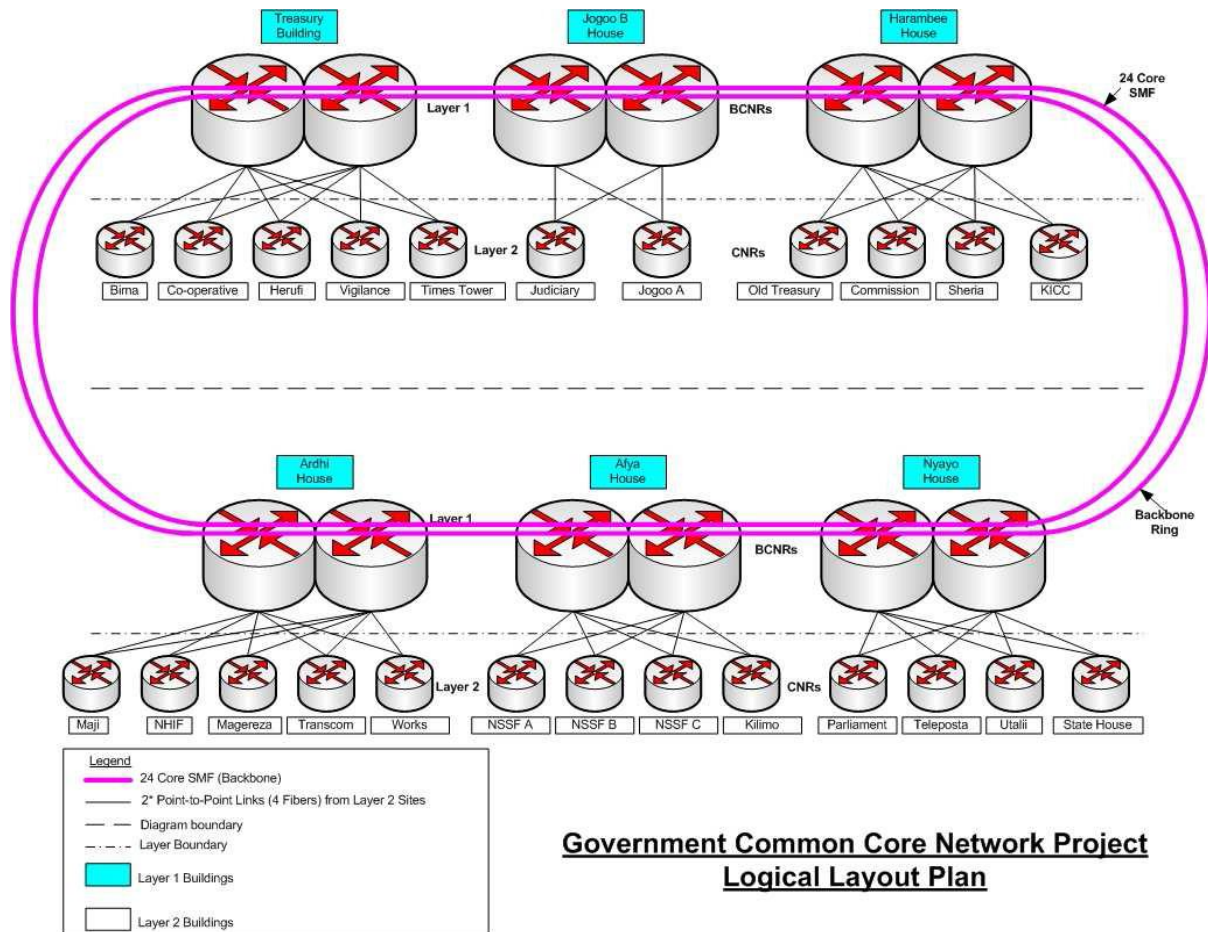 Treasury
Building
Jogoo B
House
Harambee
House
24 Core
SMF
Layer 1
BCNRs
Layer 2
CNRs
Bima
Co-operative
Herufi
Vigilance
Times Tower
Judiciary
Jogoo A
Old Treasury
Commission
Sheria
KICC
Ardhi
House
Afya
House
Nyayo
House
Layer 1
BCNRs
Backbone
Ring
Layer 2
CNRs
Maji
NHIF
Magereza
Transcom
Works
NSSF A
NSSF B
NSSF C
Kilimo
Parliament
Teleposta
Utalii
State House
Legend
24 Core SMF (Backbone)
2* Point-to-Point Links (4 Fibers) from Layer 2 Sites
Diagram boundary
Layer Boundary
Layer 1 Buildings
Layer 2 Buildings
Government Common Core Network Project
Logical Layout Plan